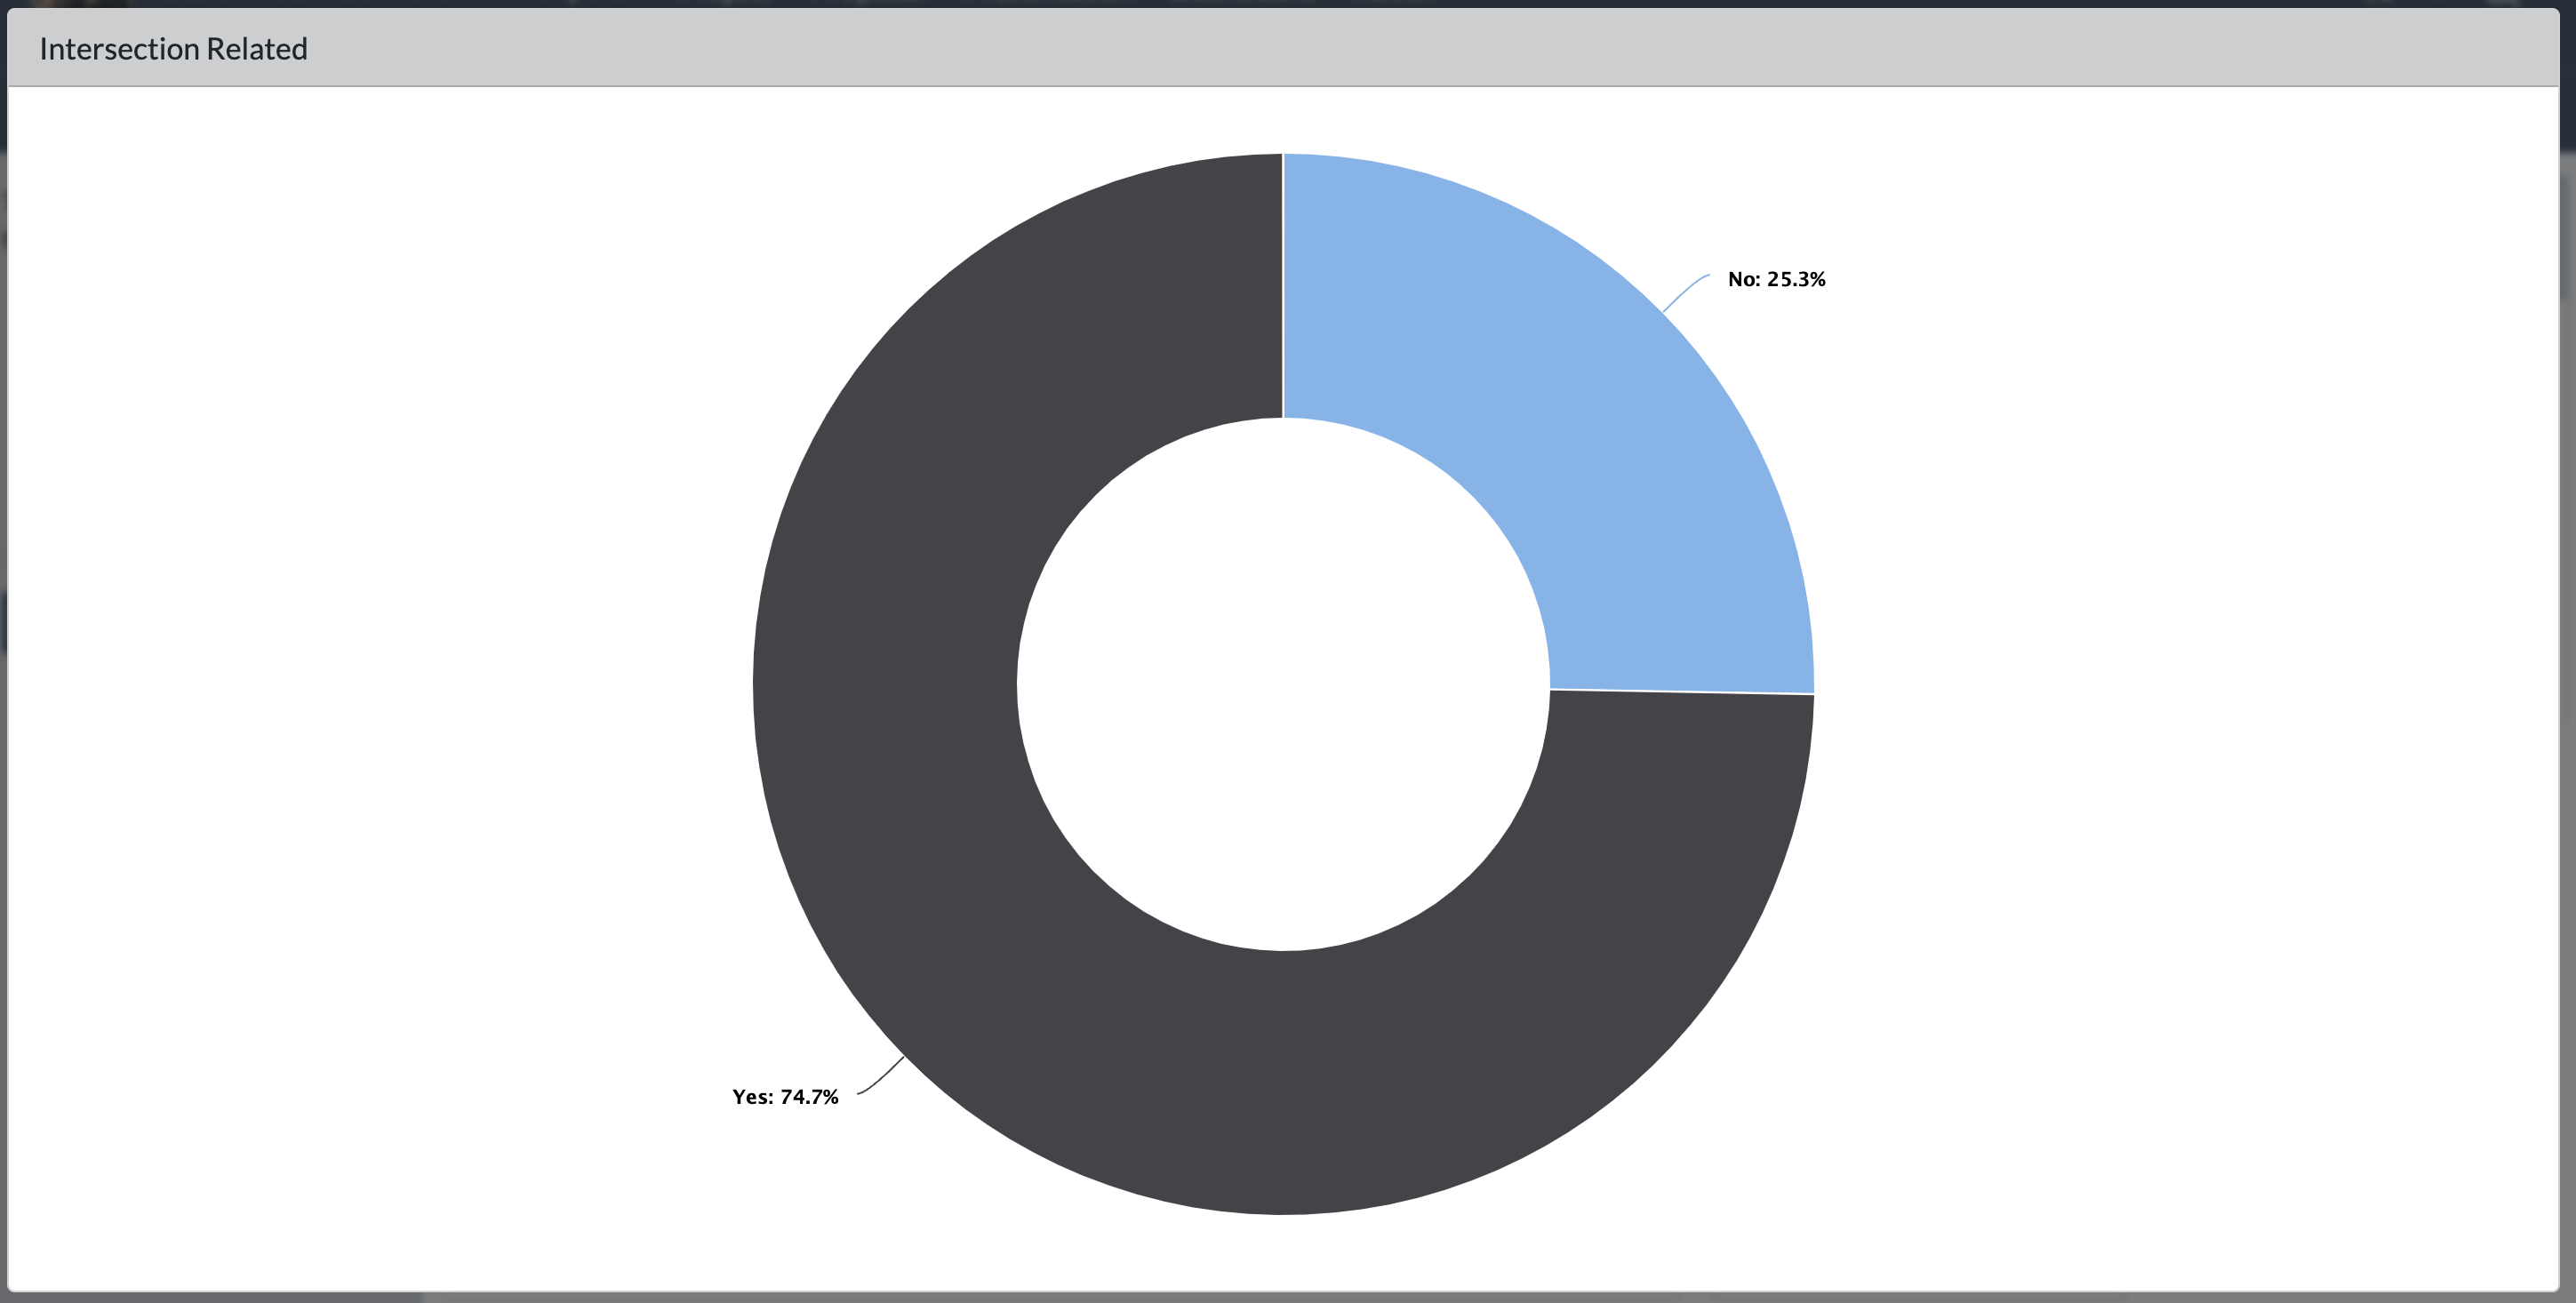 Intersection Related
No: 25.3%
Yes: 74.7%